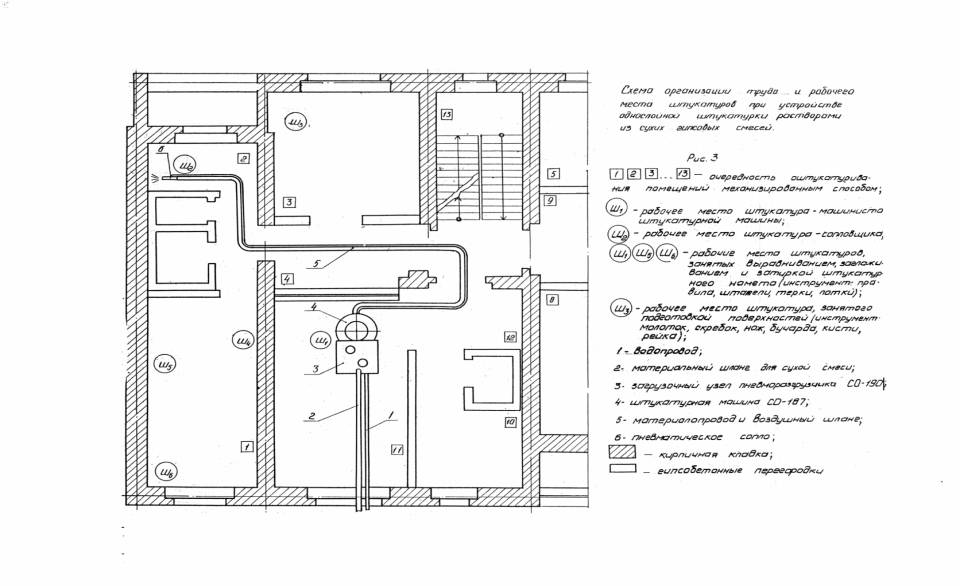 Схема организации труда и рабочего
места штукатуров при устройстве
однослойной штукатурки растворами
из сухих гипсовых смесей.
Рис. 3
1 2 3 ... 13 — очередность оштукатурива-
ния помещений механизированным способом;
Ш1 - рабочее место штукатура-машиниста
штукатурной машины;
Ш2 - рабочее место штукатура-сопловщика,
- рабочие места штукатуров,
занятых выравниванием, заглажи-
ванием и затиркой штукатур
ного намета (инструмент: пра-
вила, шпатели, терки, лотки);
Ш3 - рабочее место штукатура, занятого
подготовкой поверхностей (инструмент
молоток, скребок, нож, бучарда, кисти,
рейка);
1 - водопровод;
2 - материальный шланг для сухой смеси;
3 - загрузочный узел пневморазгрузчика СО-190;
4 - штукатурная машина СО-187;
5 - материалопровод и воздушный шланг;
6 - пневматическое сопло;
— кирпичная кладка;
— гипсобетонные перегородки
6
Ш2
2
Ш3
13
5
3
9
5
4
8
4
Ш1
Ш4
12
3
Ш5
2
1
10
1
11
Ш6